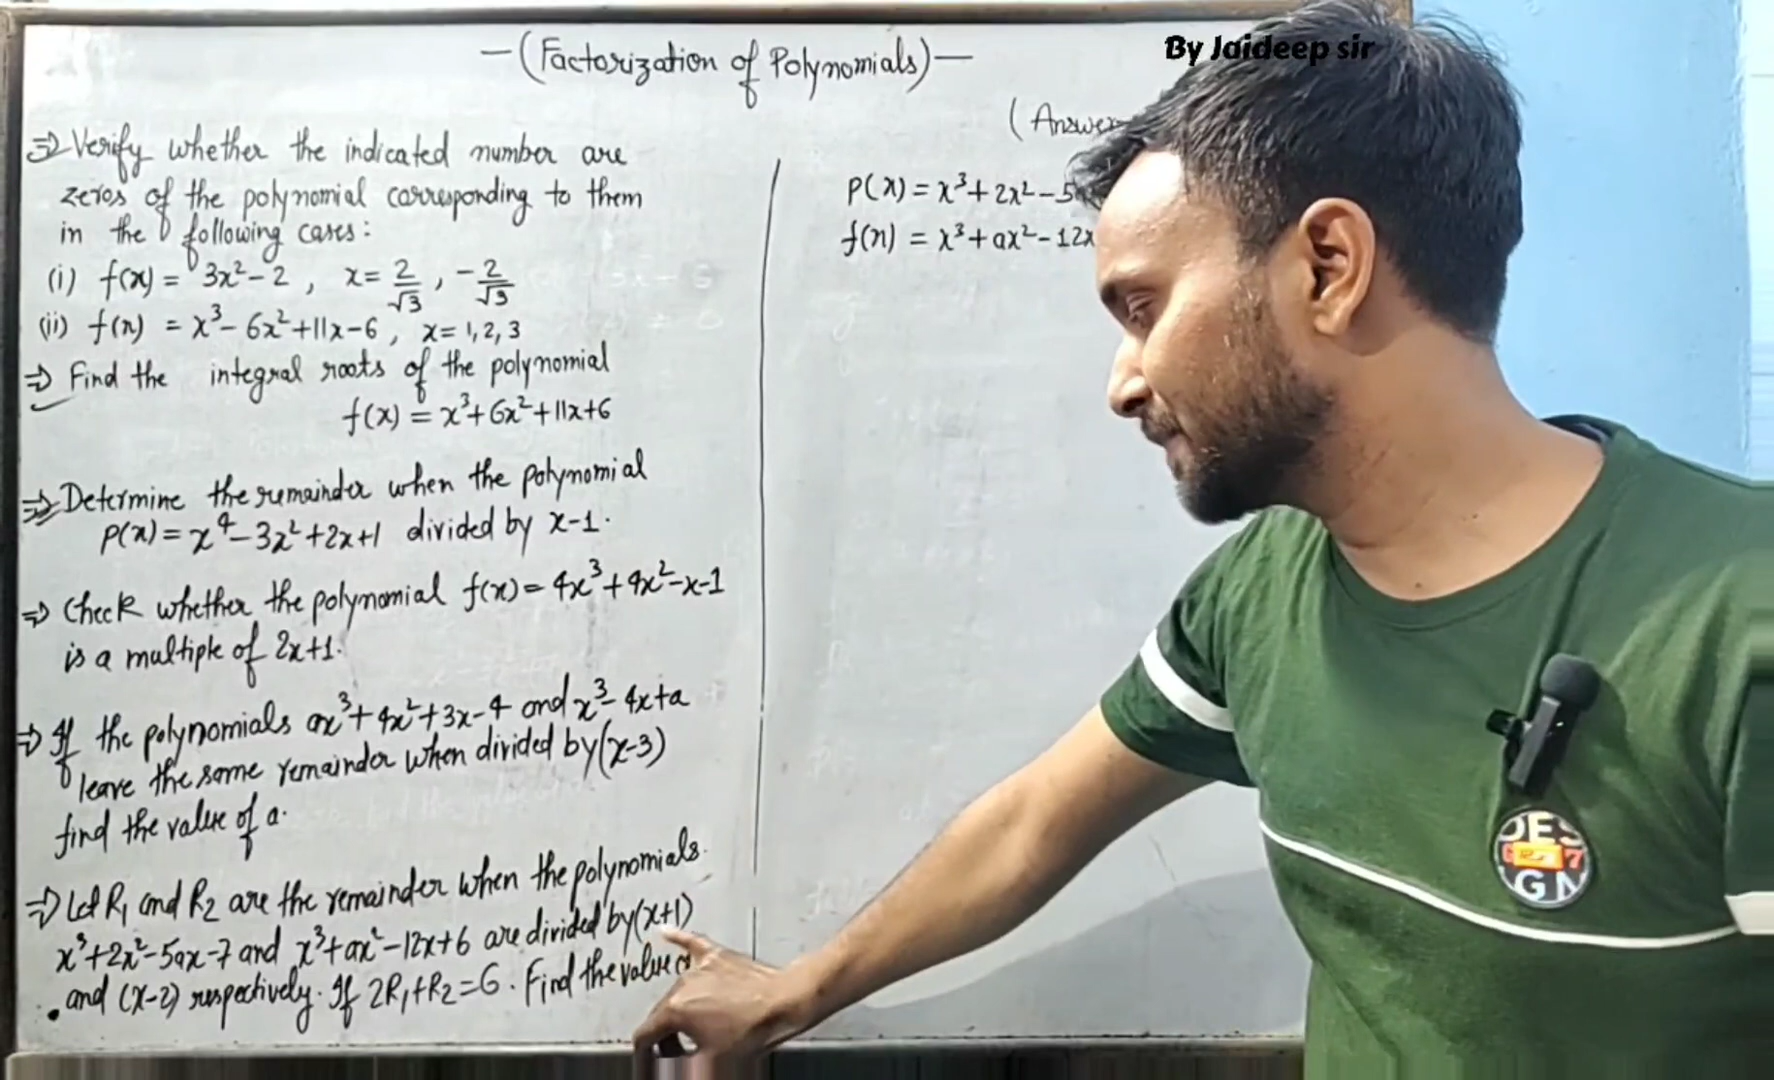 By Jaideep sir
—(Factorization of Polynomials)—
⇒ Verify whether the indicated number are
zeros of the polynomial corresponding to them
in the following cases:
(i) f(x) = 3x² - 2 , x = 2/√3 , -2/√3
(ii) f(x) = x³ - 6x² + 11x - 6 , x = 1, 2, 3
⇒ Find the integral roots of the polynomial
f(x) = x³ + 6x² + 11x + 6
⇒ Determine the remainder when the polynomial
P(x) = x⁴ - 3x² + 2x + 1 divided by x-1.
⇒ Check whether the polynomial f(x) = 4x³ + 4x² - x - 1
is a multiple of 2x+1.
⇒ If the polynomials ax³ + 4x² + 3x - 4 and x³ - 4x + a
leave the same remainder when divided by (x-3)
find the value of a.
⇒ Let R₁ and R₂ are the remainder when the polynomials.
x³ + 2x² - 5ax - 7 and x³ + ax² - 12x + 6 are divided by (x+1)
and (x-2) respectively. If 2R₁ + R₂ = 6. Find the value
(Answer
P(x) = x³ + 2x² - 5
f(x) = x³ + ax² - 12x